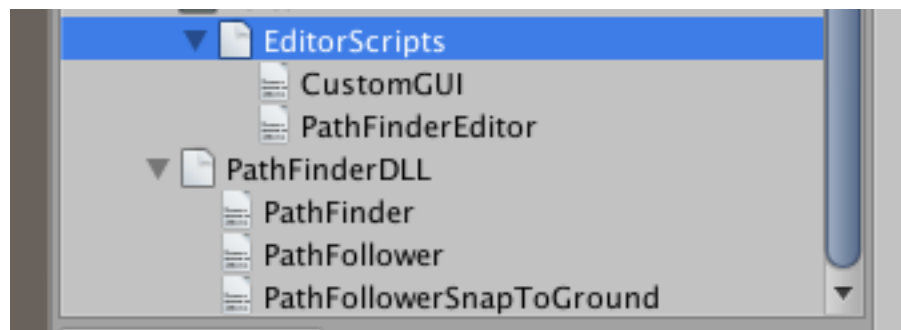 EditorScripts
CustomGUI
PathFinderEditor
PathFinderDLL
PathFinder
PathFollower
PathFollowerSnapToGround